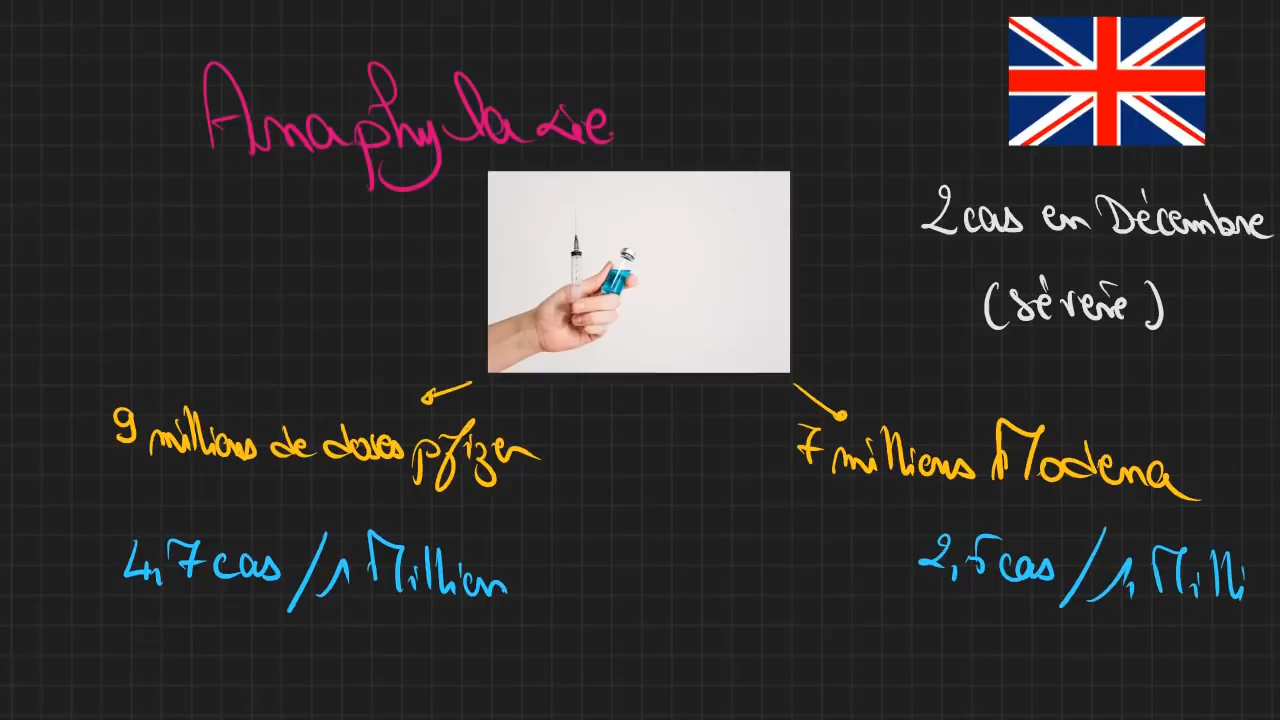 Anaphylaxie
2 cas en Décembre
(sévère)
9 millions de doses pfizer
7 millions Moderna
4,7 cas / 1 Million
2,5 cas / 1 Milli